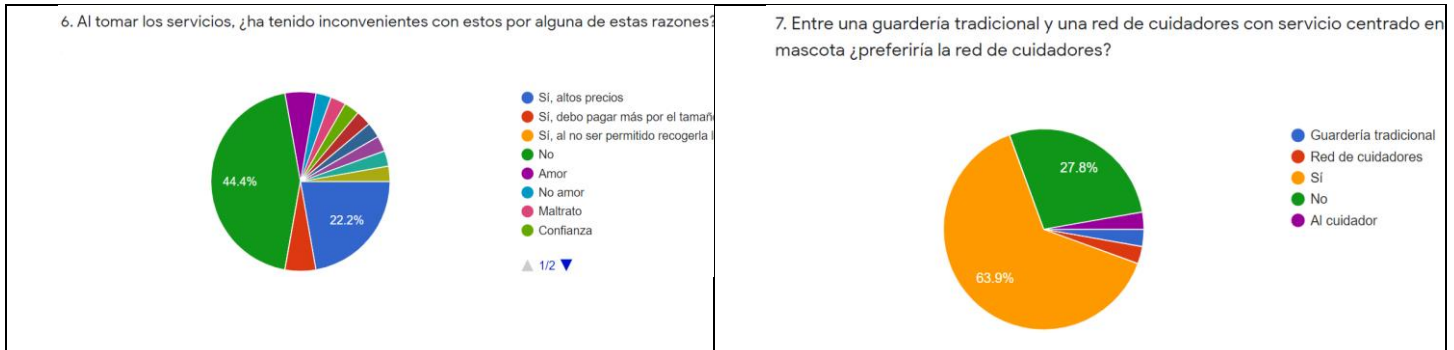 6. Al tomar los servicios, ¿ha tenido inconvenientes con estos por alguna de estas razones?
44.4%
22.2%
Sí, altos precios
Sí, debo pagar más por el
Sí, al no ser permitido recogerla
No
Amor
No amor
Maltrato
Confianza
1/2
7. Entre una guardería tradicional y una red de cuidadores con servicio centrado en
mascota ¿preferiría la red de cuidadores?
27.8%
63.9%
Guardería tradicional
Red de cuidadores
Sí
No
Al cuidador